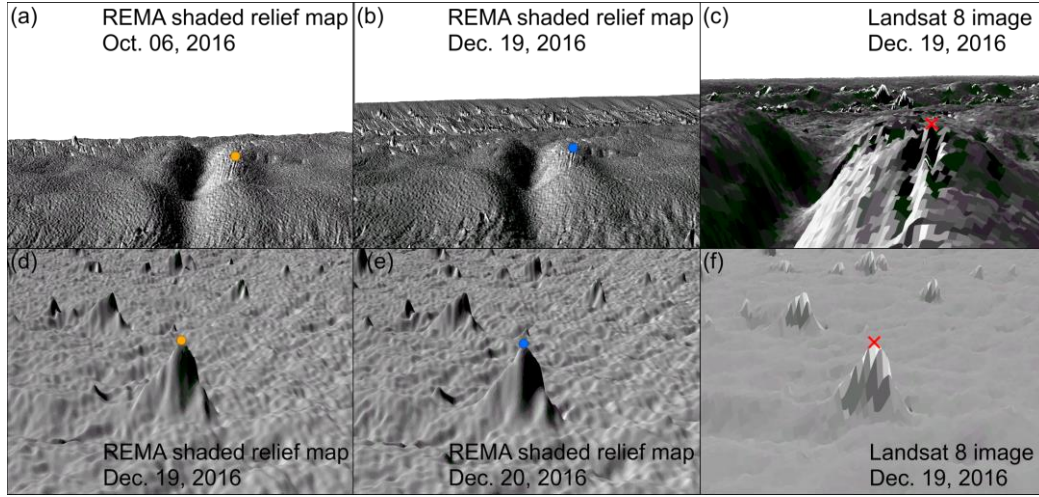 (a)
REMA shaded relief map
Oct. 06, 2016
(b)
REMA shaded relief map
Dec. 19, 2016
(c)
Landsat 8 image
Dec. 19, 2016
(d)
REMA shaded relief map
Dec. 19, 2016
(e)
REMA shaded relief map
Dec. 20, 2016
(f)
Landsat 8 image
Dec. 19, 2016